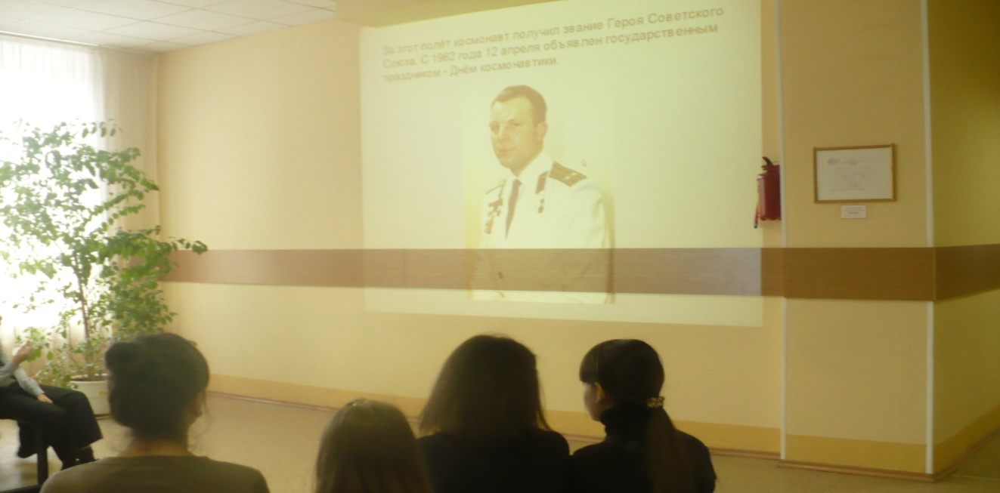 За этот полёт космонавт получил звание Героя Советского
Союза. С 1962 года 12 апреля объявлен государственным
праздником - Днём космонавтики.